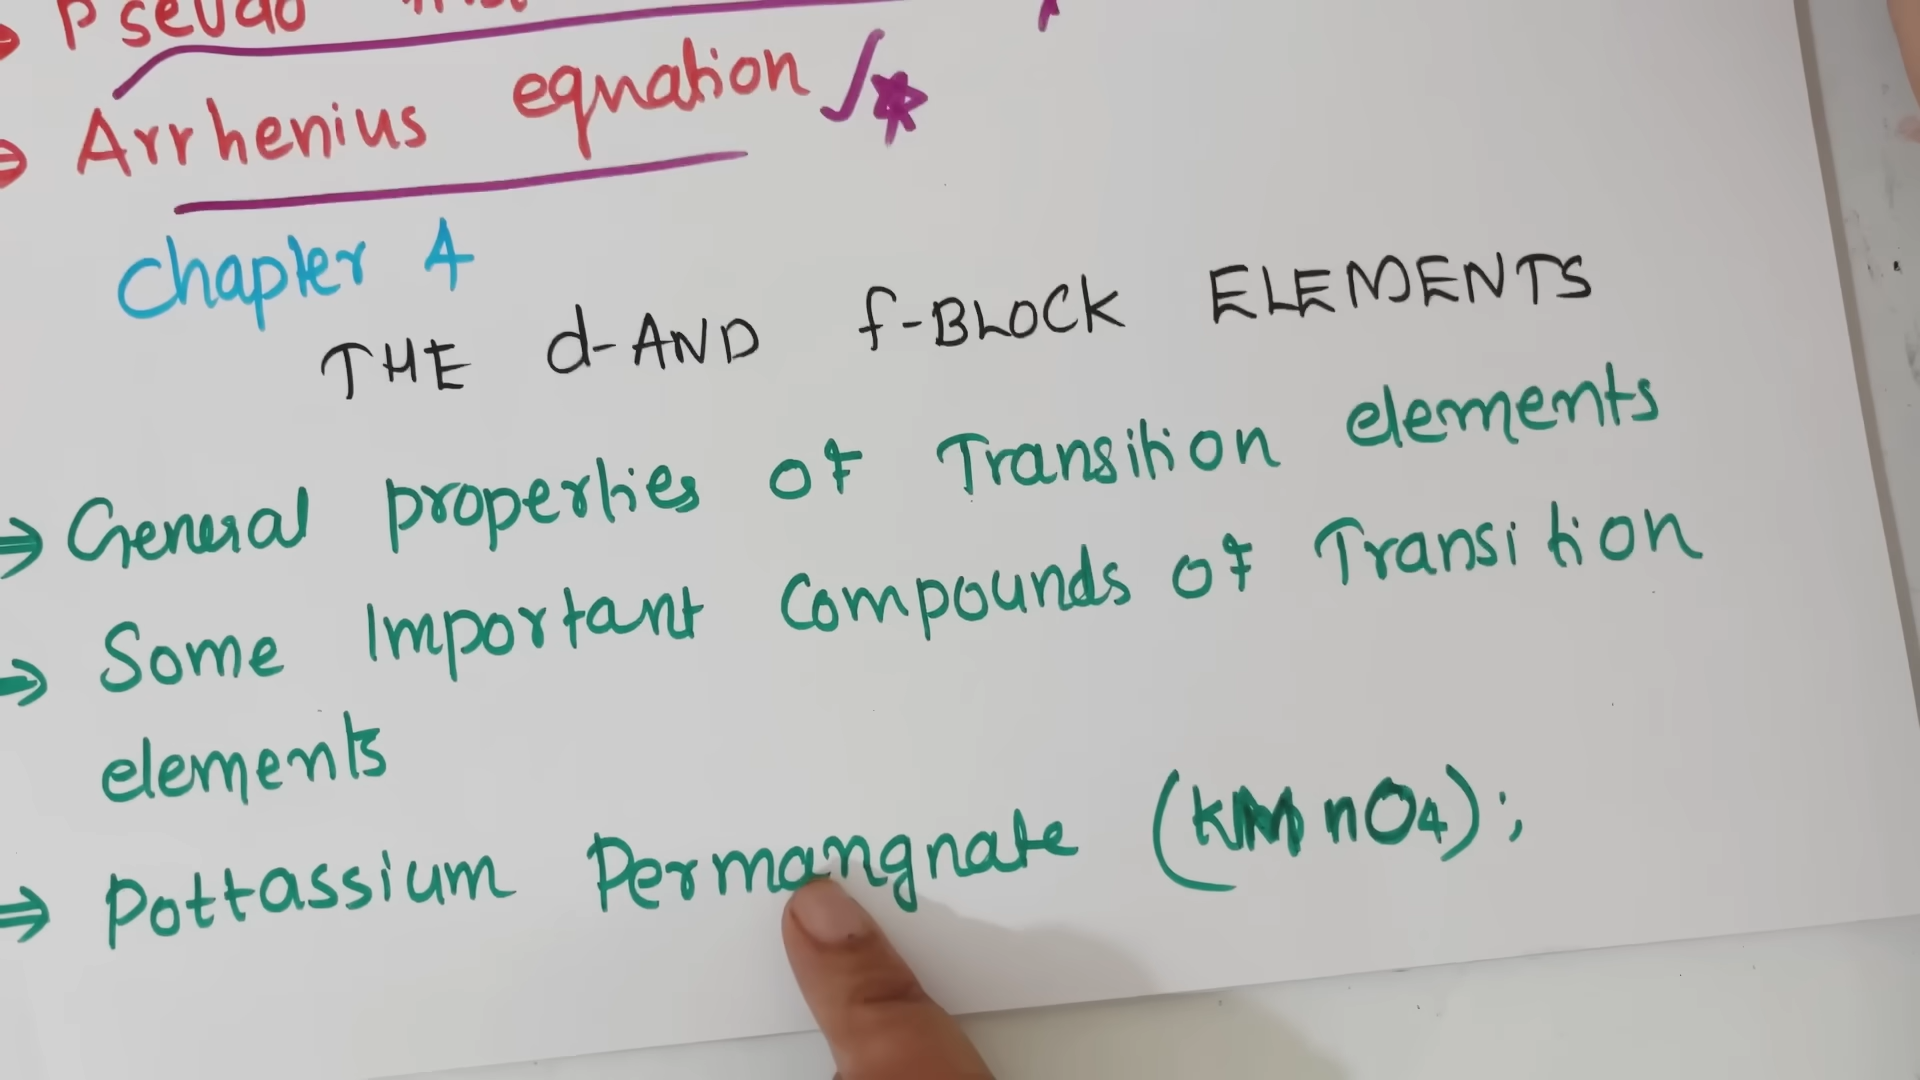 ⇒ Pseudo
⇒ Arrhenius equation √*
Chapter 4
THE d-AND f-BLOCK ELEMENTS
⇒ General properties of Transition elements
⇒ Some Important Compounds of Transition
elements
⇒ Pottassium Permangnate (KMnO4);